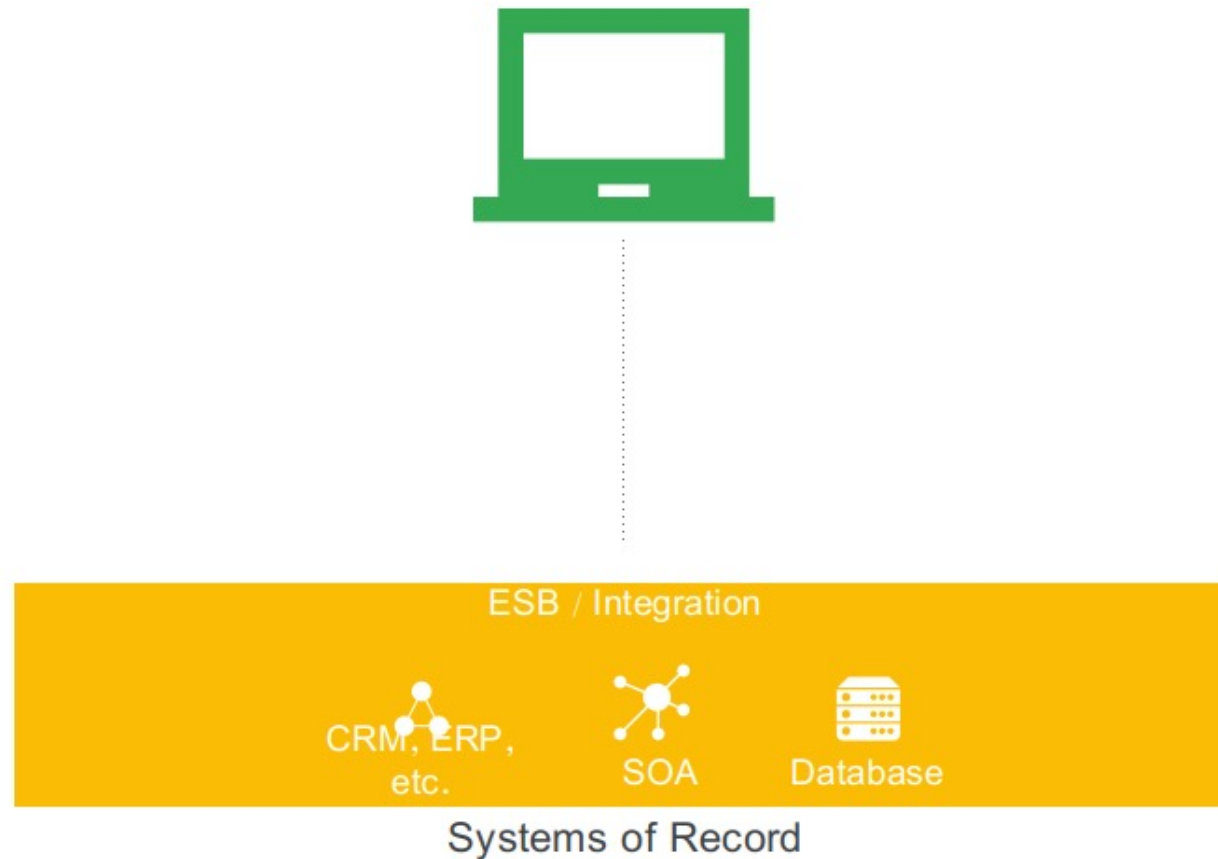 ESB / Integration
CRM, ERP,
etc.
SOA
Database
Systems of Record